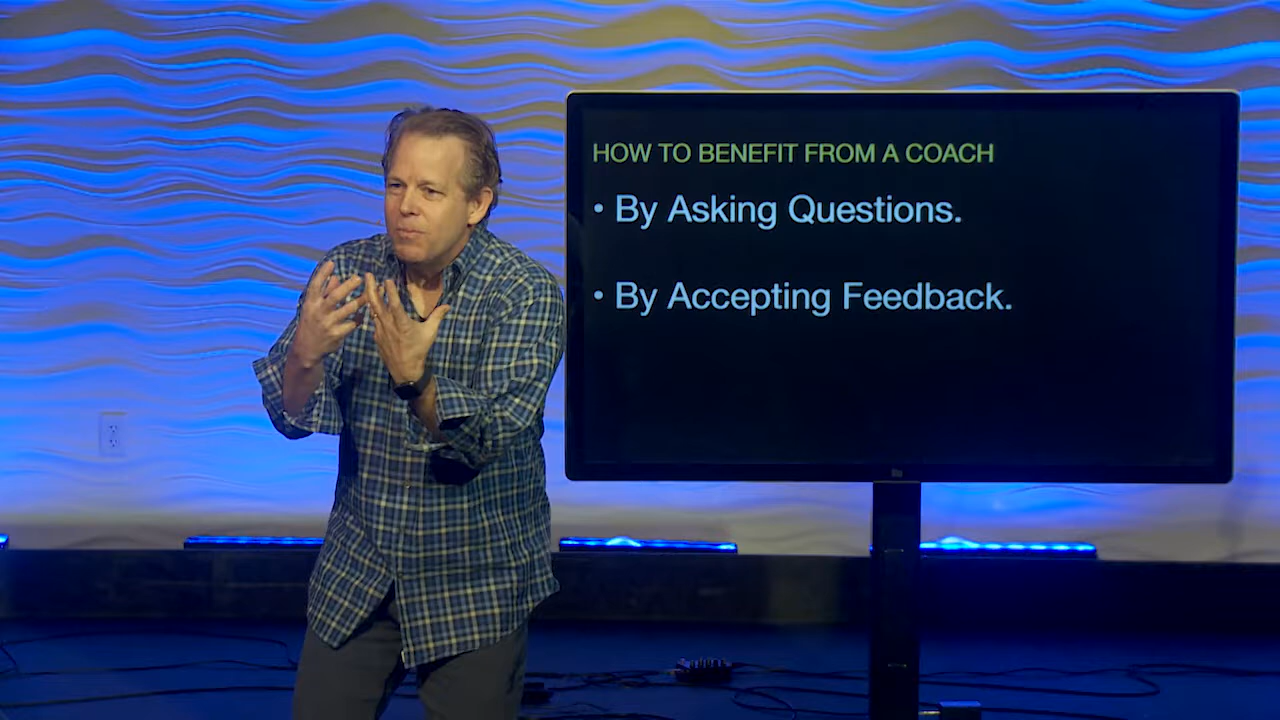 HOW TO BENEFIT FROM A COACH
• By Asking Questions.
• By Accepting Feedback.